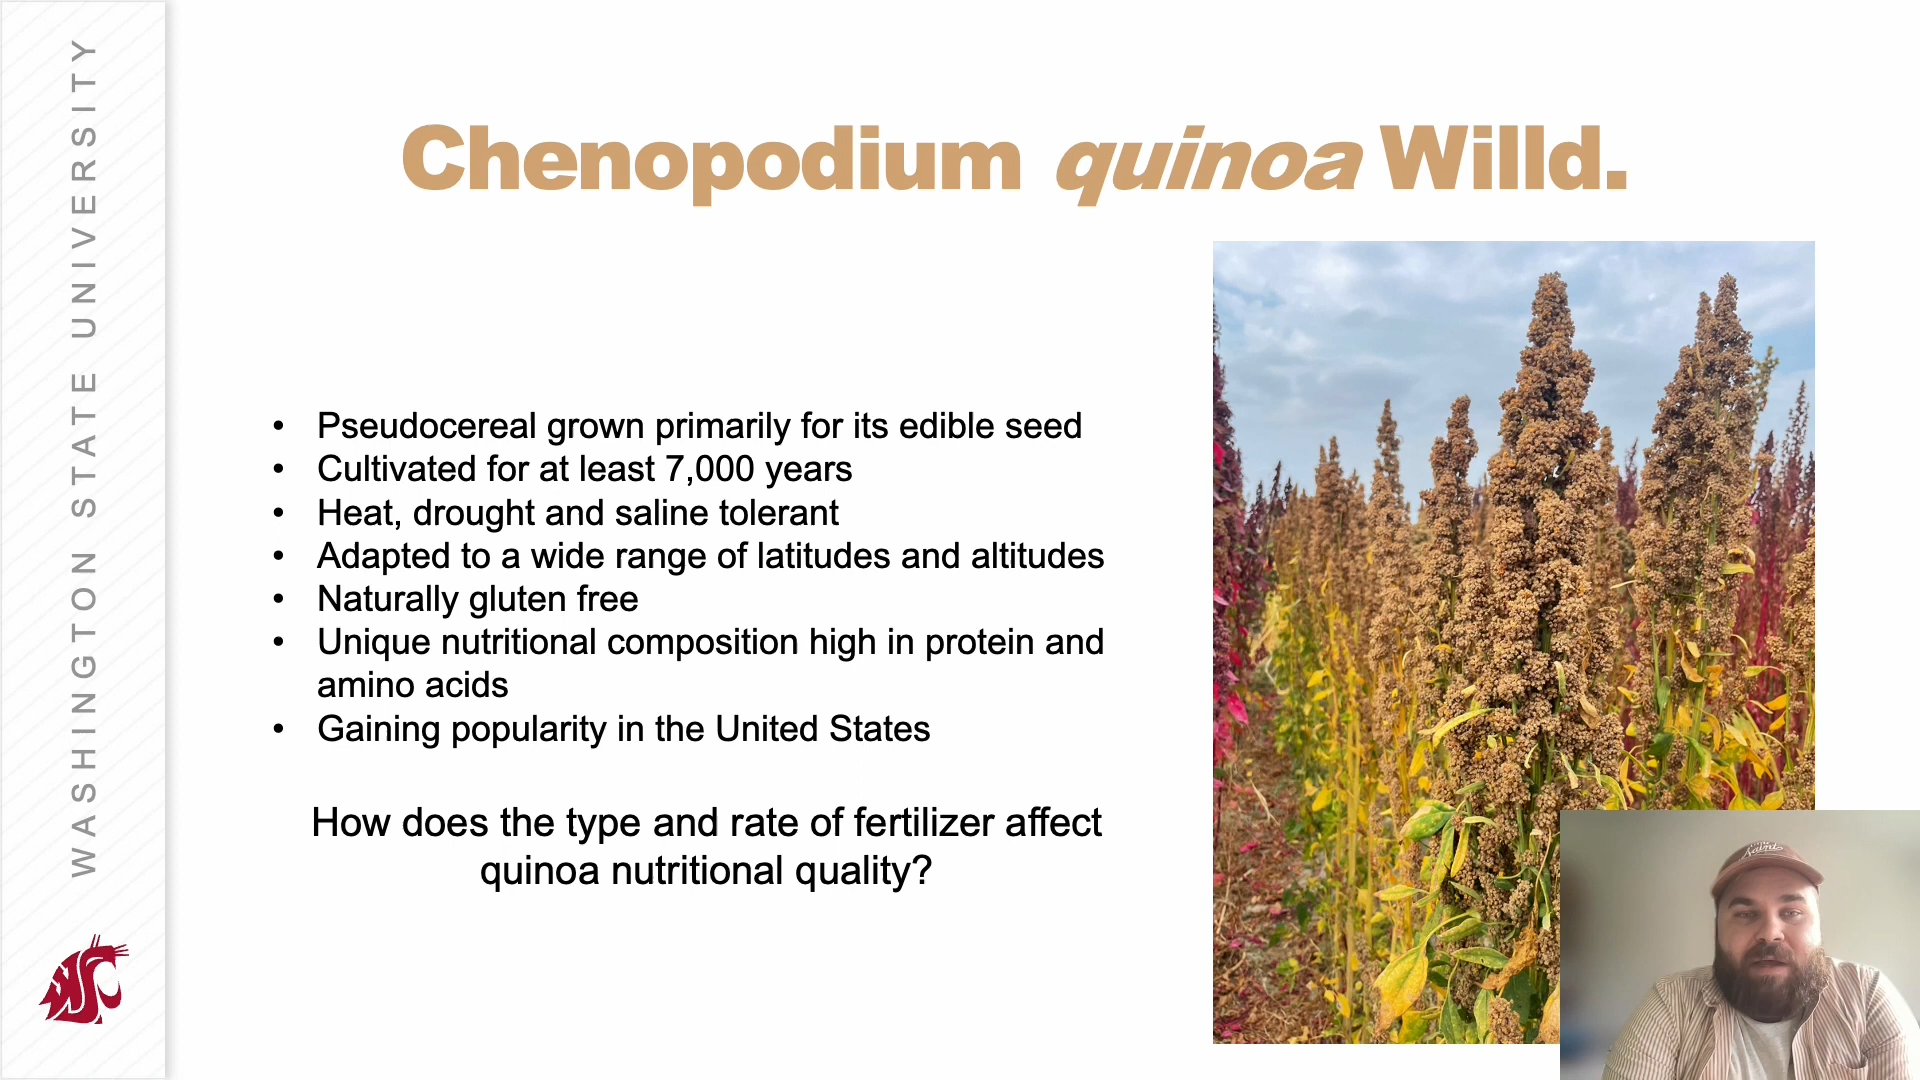 WASHINGTON STATE UNIVERSITY
Chenopodium quinoa Willd.
• Pseudocereal grown primarily for its edible seed
• Cultivated for at least 7,000 years
• Heat, drought and saline tolerant
• Adapted to a wide range of latitudes and altitudes
• Naturally gluten free
• Unique nutritional composition high in protein and
amino acids
• Gaining popularity in the United States
How does the type and rate of fertilizer affect
quinoa nutritional quality?